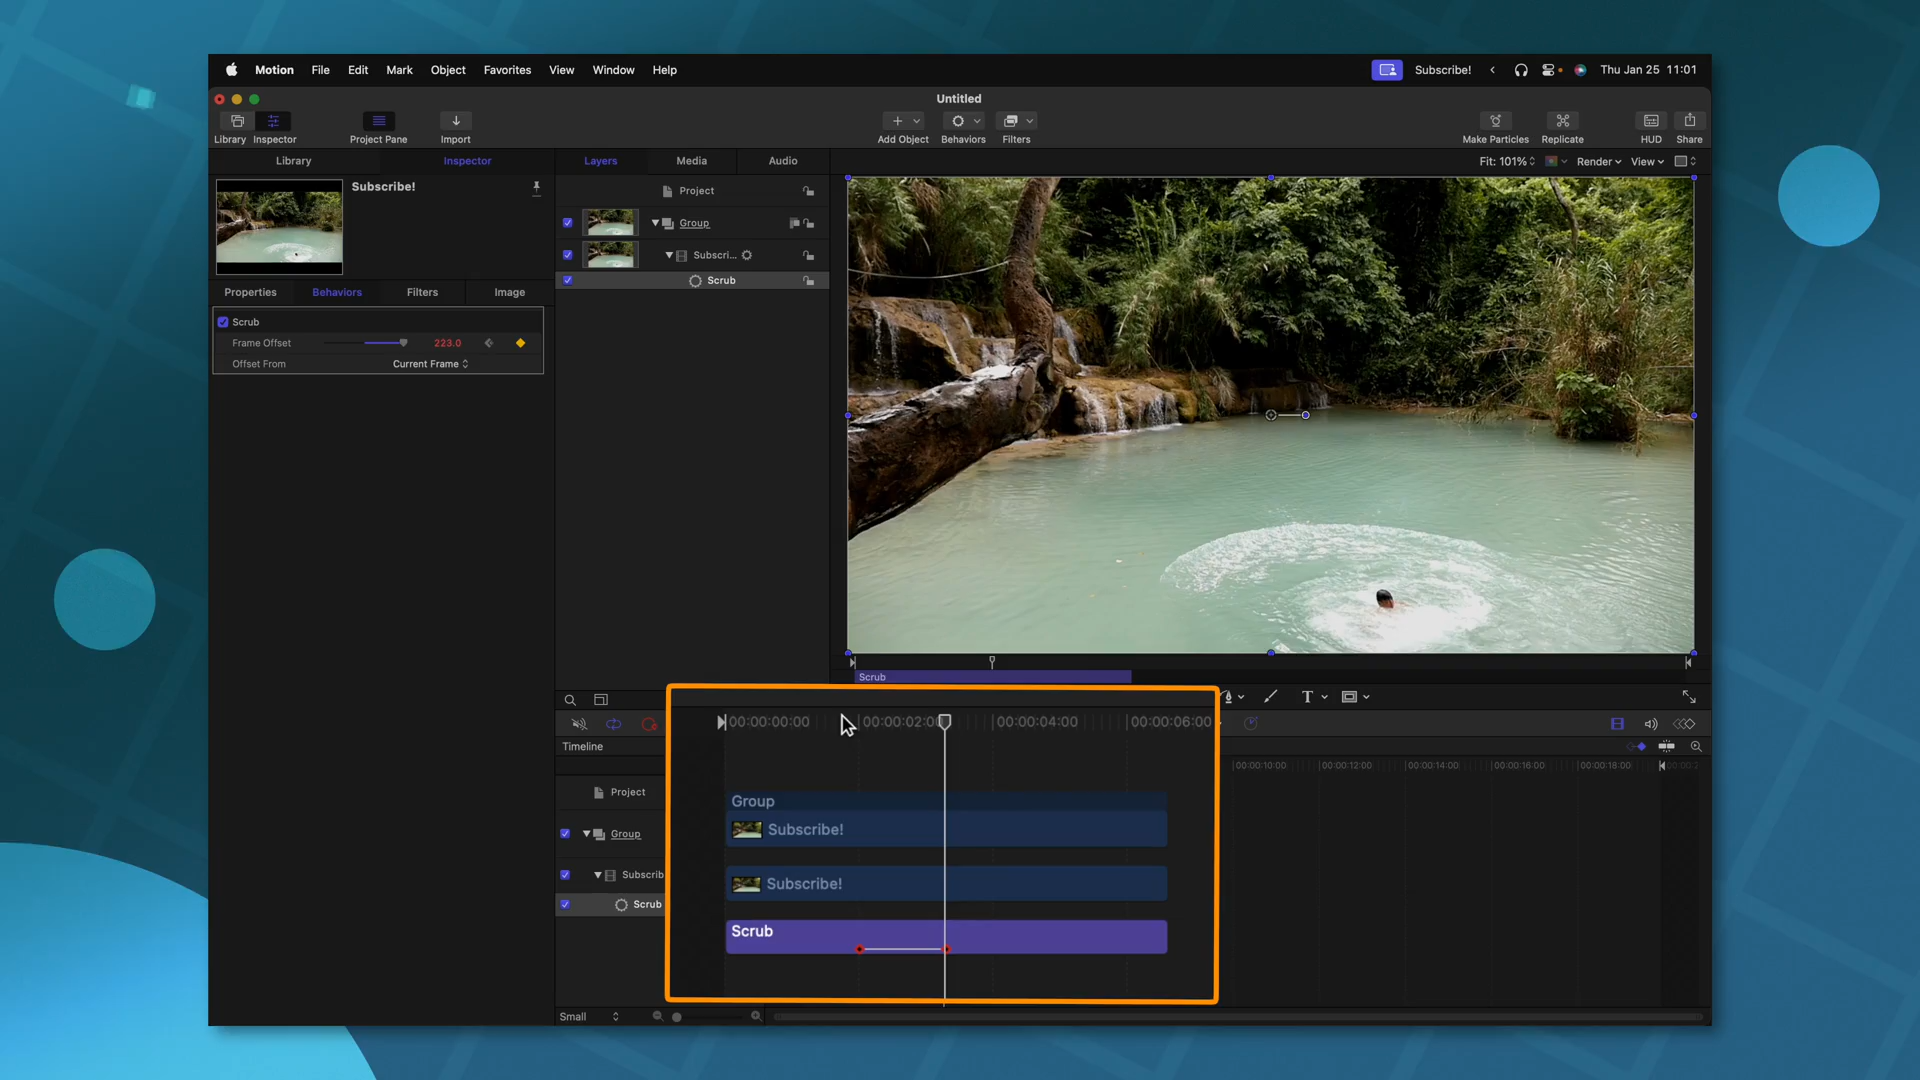 Motion File Edit Mark Object Favorites View Window Help
Subscribe! Thu Jan 25 11:01
Untitled
Library Inspector Project Pane Import Add Object Behaviors Filters Make Particles Replicate HUD Share
Library Inspector Layers Media Audio Fit: 101% Render View
Subscribe!
Project
Group
Subscri...
Scrub
Properties Behaviors Filters Image
Scrub
Frame Offset 223.0
Offset From Current Frame
Scrub
T
00:00:00:00 00:00:02:00 00:00:04:00 00:00:06:00
Timeline
00:00:10:00 00:00:12:00 00:00:14:00 00:00:16:00 00:00:18:00
Project
Group
Subscribe!
Group
Subscrib
Subscribe!
Scrub
Scrub
Small